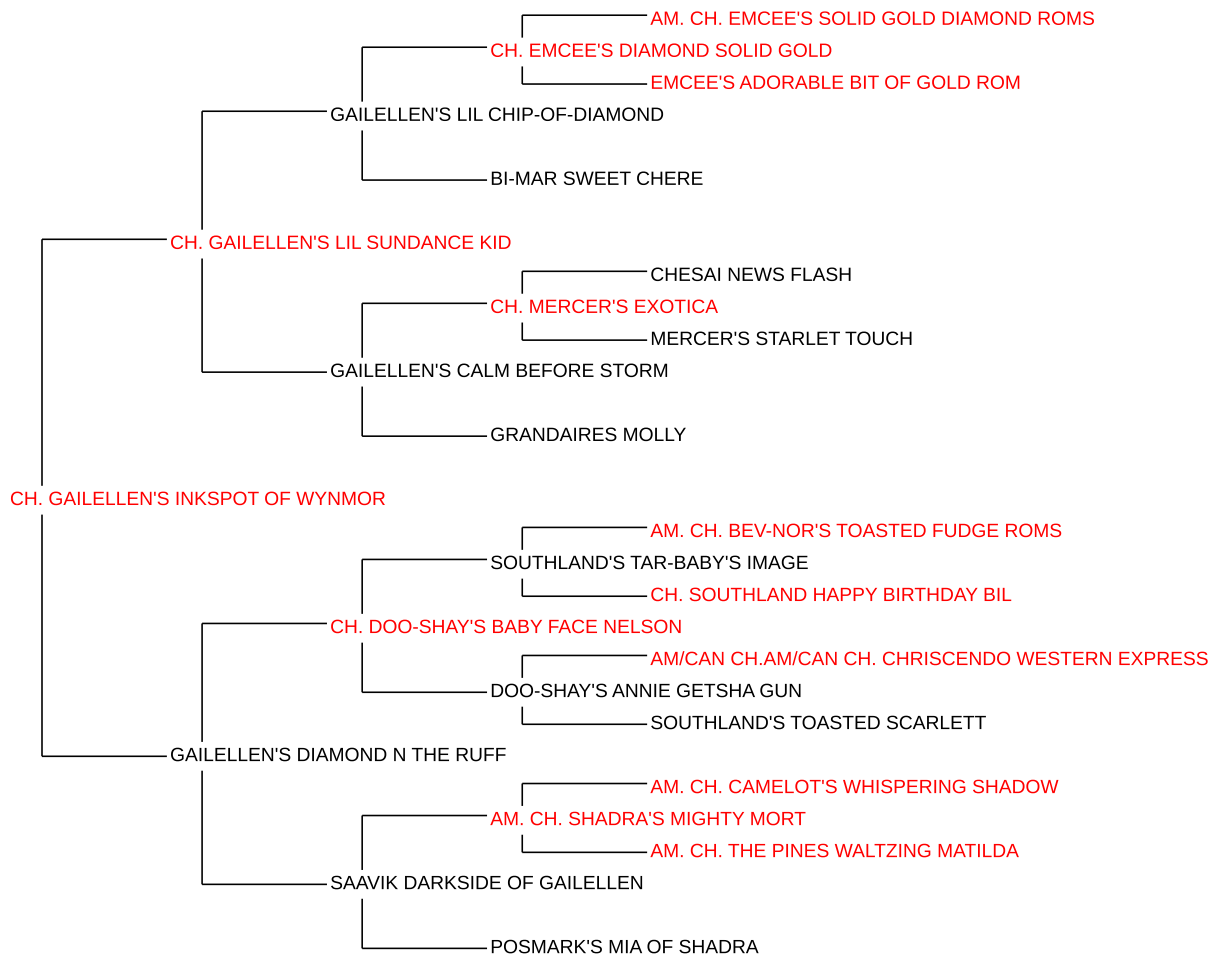 AM. CH. EMCEE'S SOLID GOLD DIAMOND ROMS
CH. EMCEE'S DIAMOND SOLID GOLD
EMCEE'S ADORABLE BIT OF GOLD ROM
GAILELLEN'S LIL CHIP-OF-DIAMOND
BI-MAR SWEET CHERE
CH. GAILELLEN'S LIL SUNDANCE KID
CHESAI NEWS FLASH
CH. MERCER'S EXOTICA
MERCER'S STARLET TOUCH
GAILELLEN'S CALM BEFORE STORM
GRANDAIRES MOLLY
CH. GAILELLEN'S INKSPOT OF WYNMOR
AM. CH. BEV-NOR'S TOASTED FUDGE ROMS
SOUTHLAND'S TAR-BABY'S IMAGE
CH. SOUTHLAND HAPPY BIRTHDAY BIL
CH. DOO-SHAY'S BABY FACE NELSON
AM/CAN CH.AM/CAN CH. CHRISCENDO WESTERN EXPRESS
DOO-SHAY'S ANNIE GETSHA GUN
SOUTHLAND'S TOASTED SCARLETT
GAILELLEN'S DIAMOND N THE RUFF
AM. CH. CAMELOT'S WHISPERING SHADOW
AM. CH. SHADRA'S MIGHTY MORT
AM. CH. THE PINES WALTZING MATILDA
SAAVIK DARKSIDE OF GAILELLEN
POSMARK'S MIA OF SHADRA